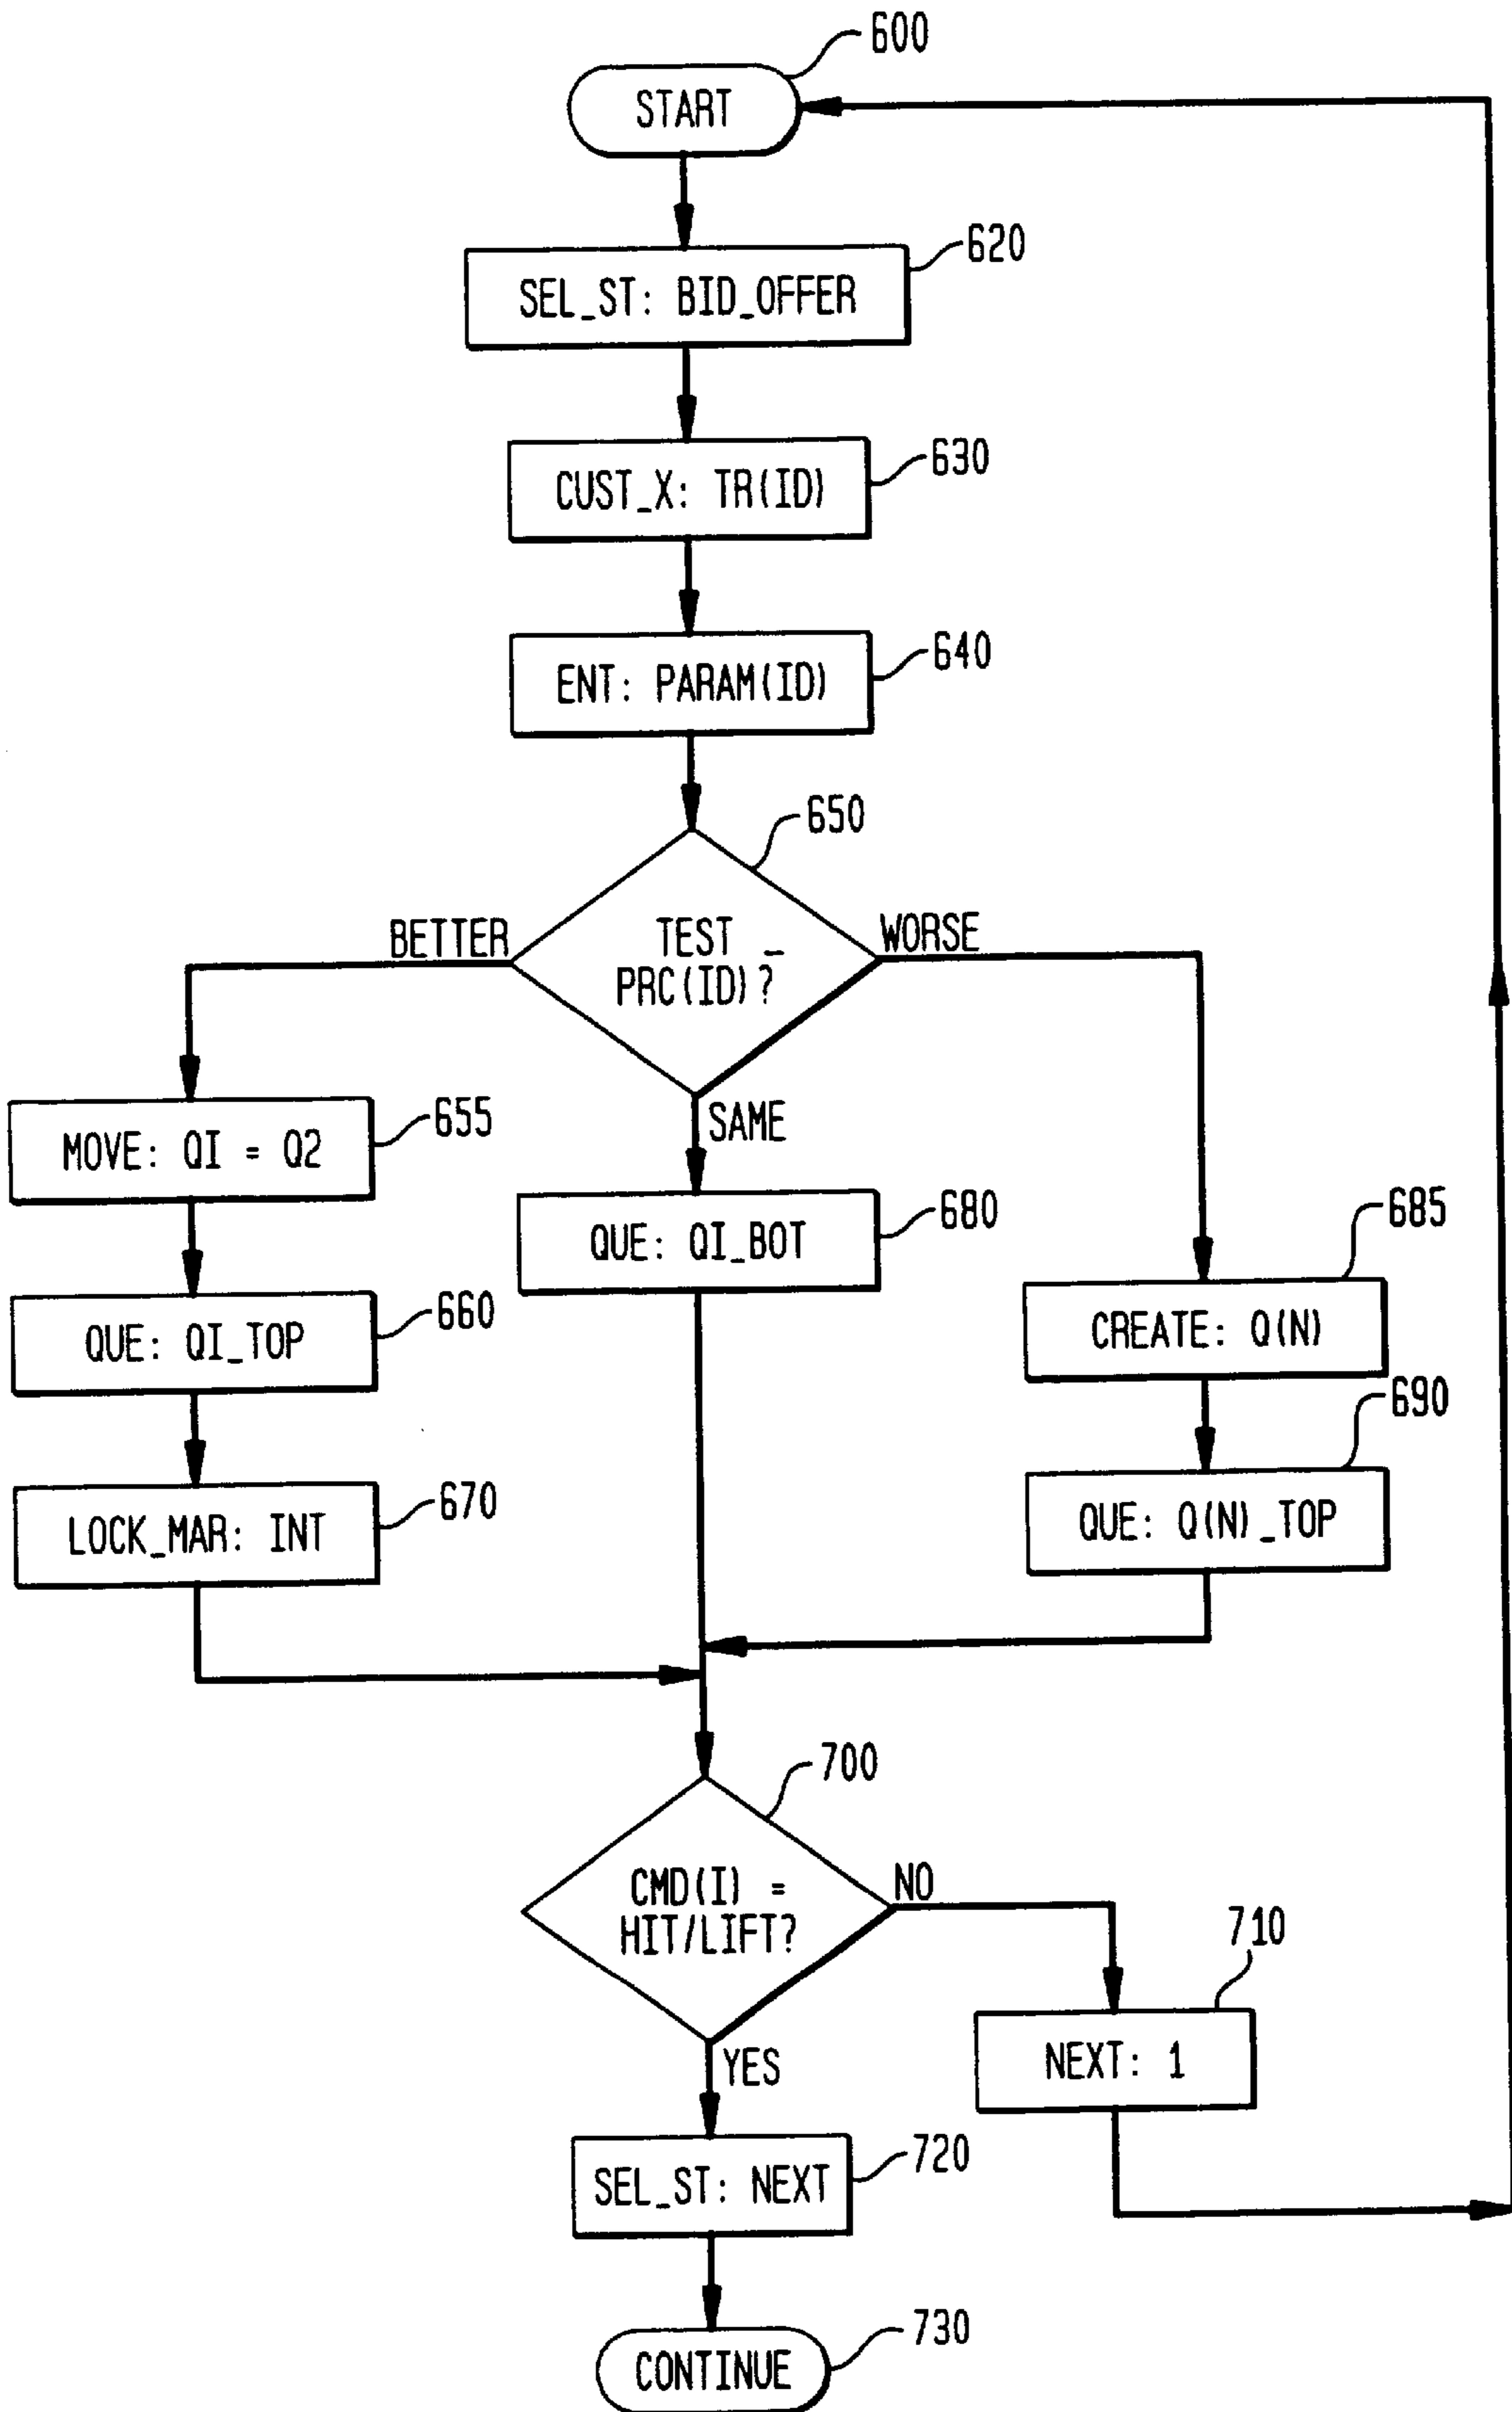 600
START
620
SEL_ST: BID_OFFER
630
CUST_X: TR(ID)
640
ENT: PARAM(ID)
650
TEST _
PRC(ID)?
BETTER
WORSE
SAME
MOVE: QI = Q2
655
QUE: QI_TOP
660
LOCK_MAR: INT
670
QUE: QI_BOT
680
685
CREATE: Q(N)
690
QUE: Q(N)_TOP
700
CMD(I) =
HIT/LIFT?
NO
YES
710
NEXT: 1
720
SEL_ST: NEXT
730
CONTINUE